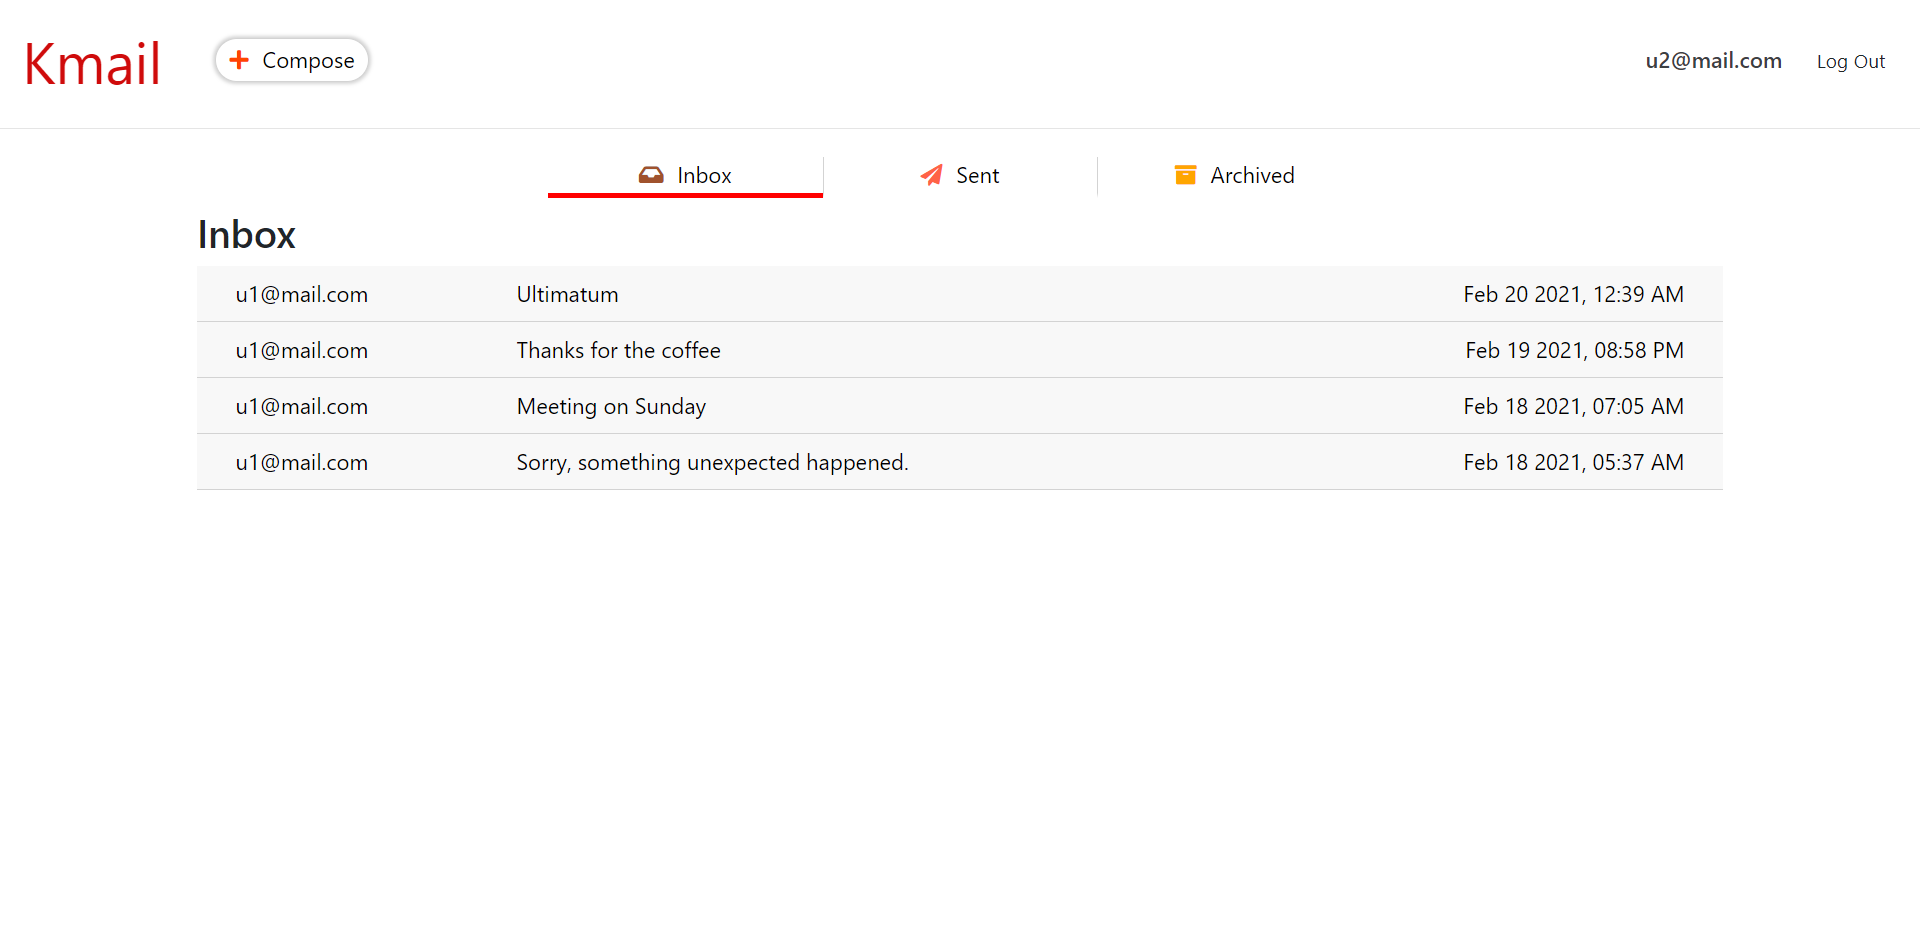 Kmail
Compose
u2@mail.com Log Out
Inbox Sent Archived
Inbox
u1@mail.com Ultimatum Feb 20 2021, 12:39 AM
u1@mail.com Thanks for the coffee Feb 19 2021, 08:58 PM
u1@mail.com Meeting on Sunday Feb 18 2021, 07:05 AM
u1@mail.com Sorry, something unexpected happened. Feb 18 2021, 05:37 AM